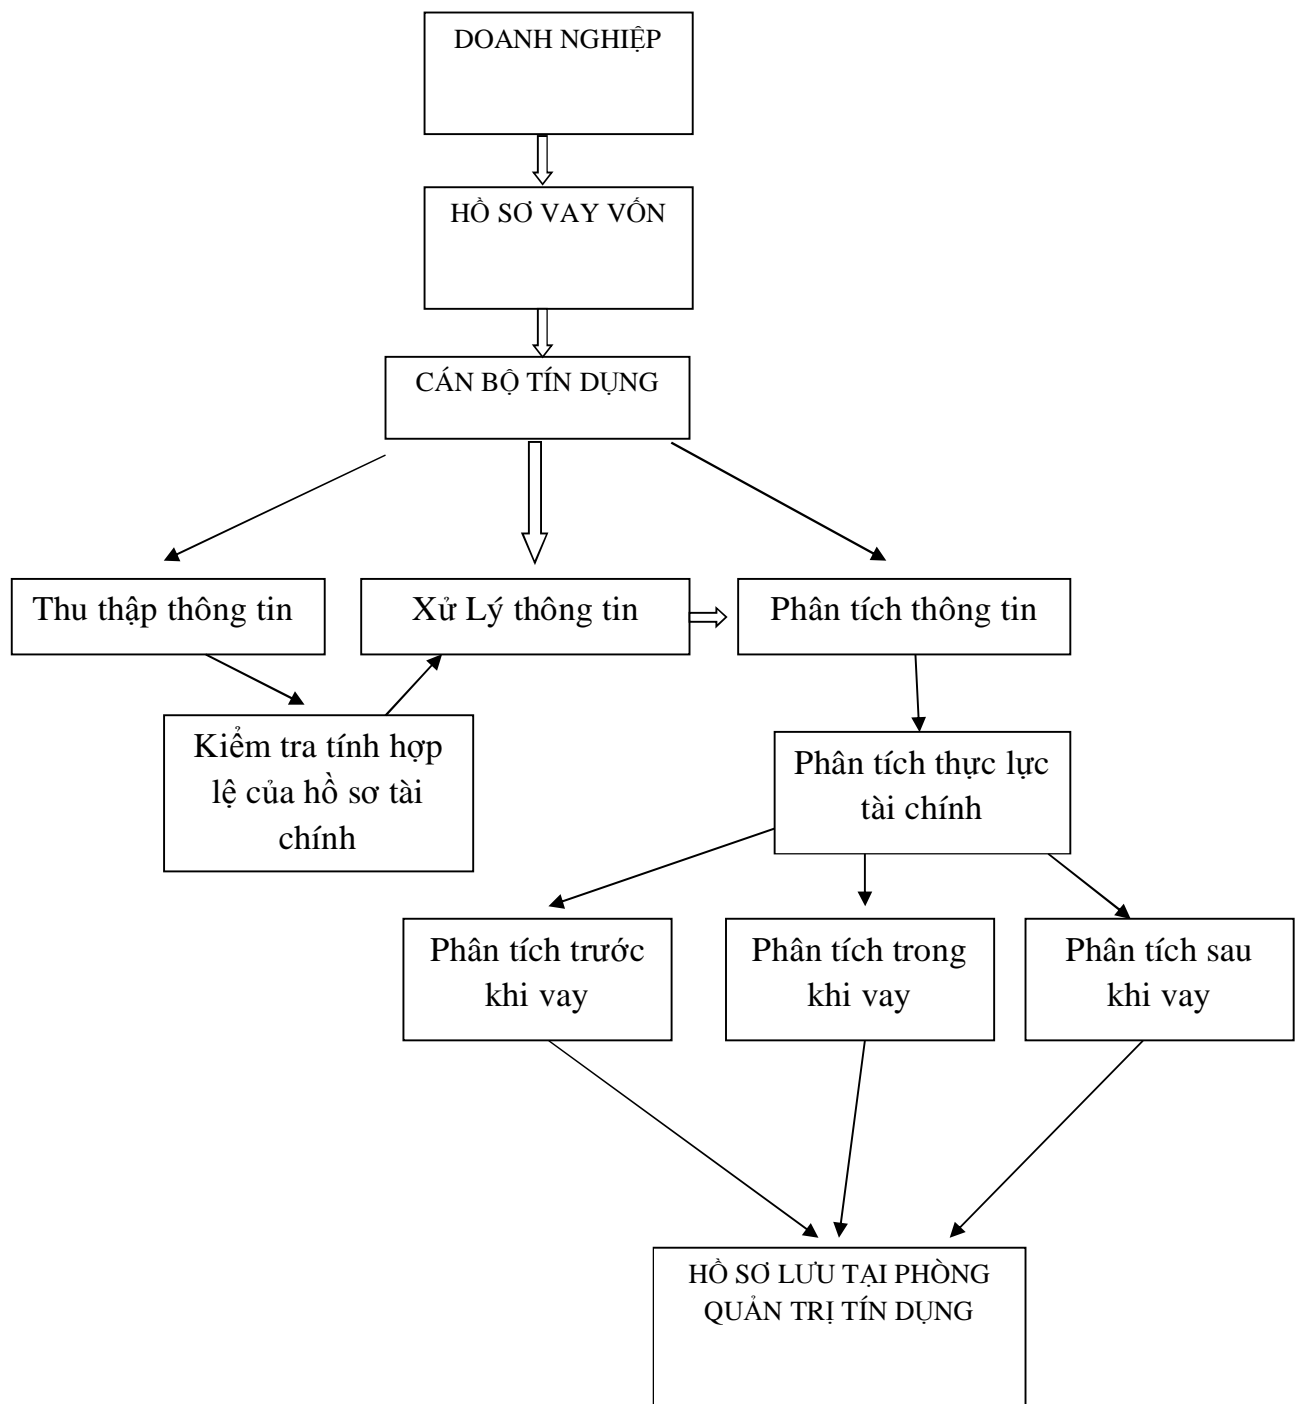 DOANH NGHIỆP
HỒ SƠ VAY VỐN
CÁN BỘ TÍN DỤNG
Thu thập thông tin
Xử Lý thông tin
Phân tích thông tin
Kiểm tra tính hợp
lệ của hồ sơ tài
chính
Phân tích thực lực
tài chính
Phân tích trước
khi vay
Phân tích trong
khi vay
Phân tích sau
khi vay
HỒ SƠ LƯU TẠI PHÒNG
QUẢN TRỊ TÍN DỤNG